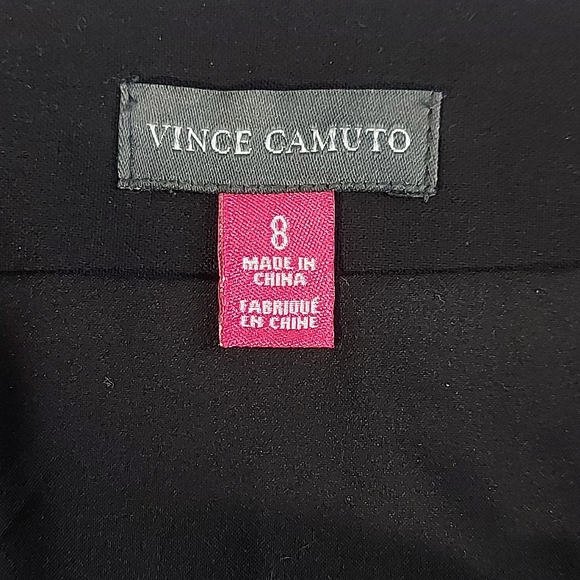 VINCE CAMUTO
8
MADE IN
CHINA
FABRIQUÉ
EN CHINE